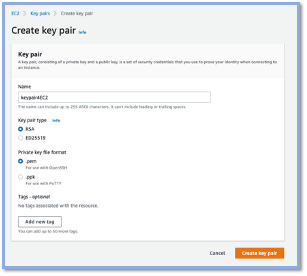 EC2 > Key pairs > Create key pair
Create key pair Info
Key pair
A key pair, consisting of a private key and a public key, is a set of security credentials that you use to prove your identity when connecting to
an instance.
Name
keypair4EC2
The name can include up to 255 ASCII characters. It can't include leading or trailing spaces.
Key pair type Info
RSA
ED25519
Private key file format
.pem
For use with OpenSSH
.ppk
For use with PuTTY
Tags - optional
No tags associated with the resource.
Add new tag
You can add up to 50 more tags.
Cancel Create key pair